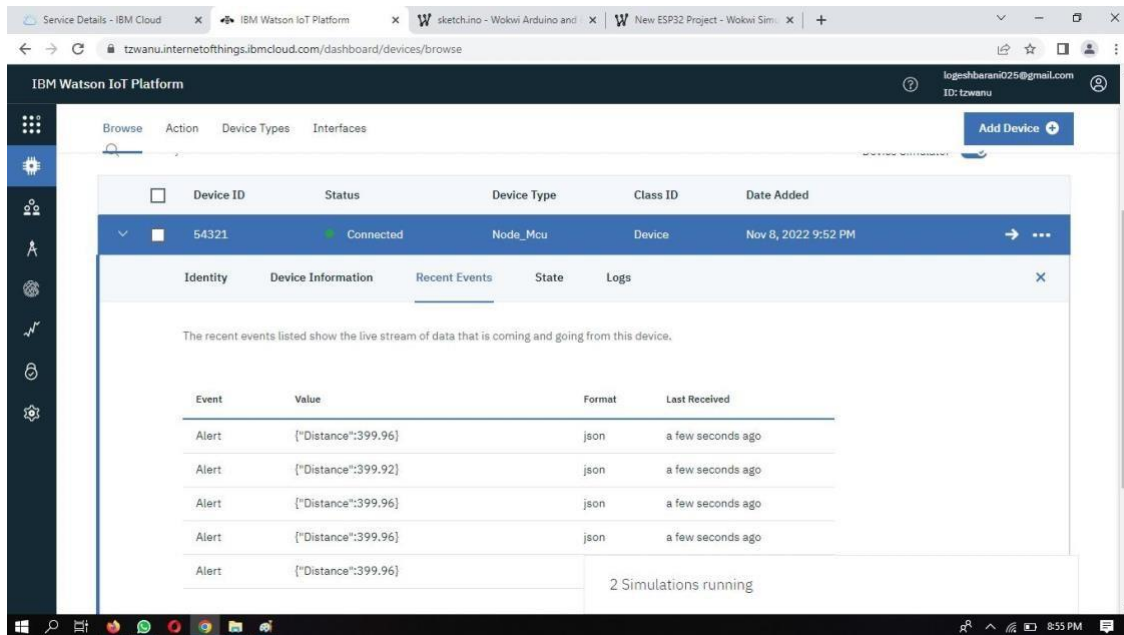 Service Details - IBM Cloud
IBM Watson IoT Platform
sketch.ino - Wokwi Arduino and
New ESP32 Project - Wokwi Simu
tzwanu.internetofthings.ibmcloud.com/dashboard/devices/browse
IBM Watson IoT Platform
logeshbarani025@gmail.com
ID: tzwanu
Browse Action Device Types Interfaces
Add Device
Device Simulator
Device ID Status Device Type Class ID Date Added
54321 Connected Node_Mcu Device Nov 8, 2022 9:52 PM
Identity Device Information Recent Events State Logs
The recent events listed show the live stream of data that is coming and going from this device.
Event Value Format Last Received
Alert {"Distance":399.96} json a few seconds ago
Alert {"Distance":399.92} json a few seconds ago
Alert {"Distance":399.96} json a few seconds ago
Alert {"Distance":399.96} json a few seconds ago
Alert {"Distance":399.96}
2 Simulations running
8:55 PM